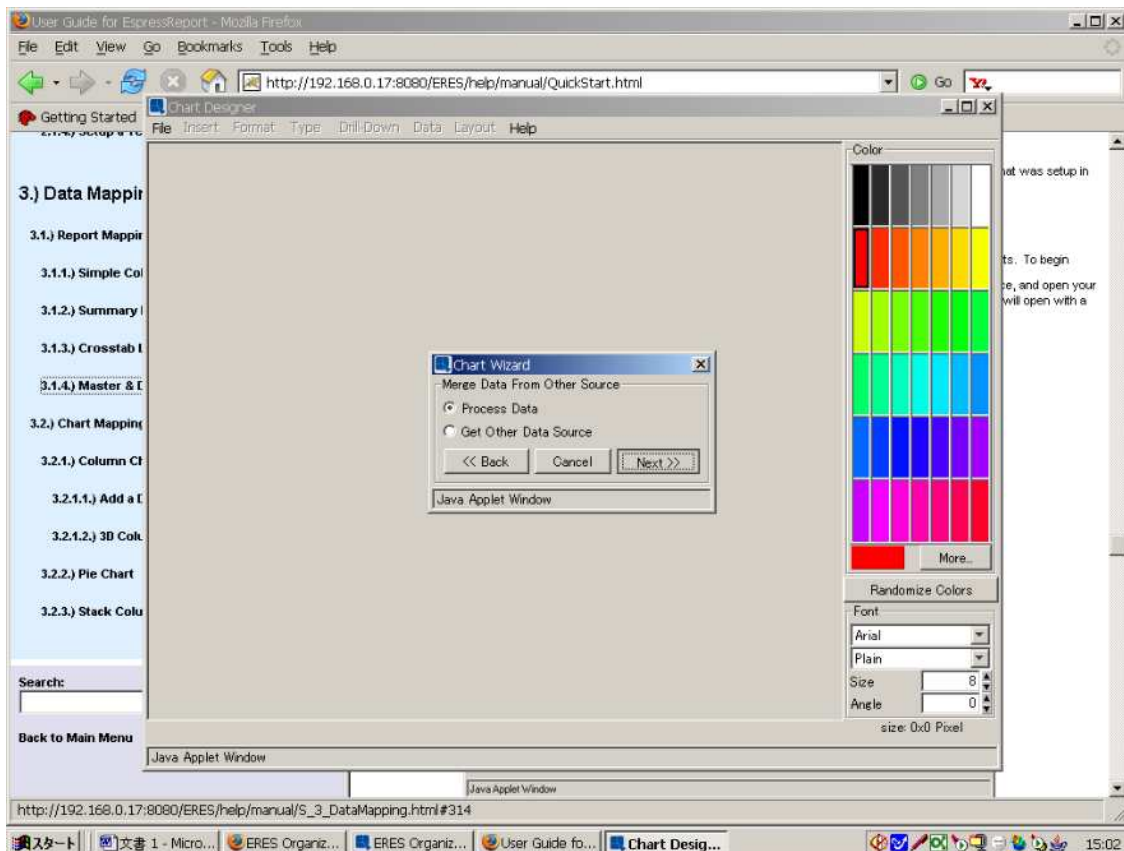 User Guide for EspressReport - Mozilla Firefox
File Edit View Go Bookmarks Tools Help
http://192.168.0.17:8080/ERES/help/manual/QuickStart.html
Go
Getting Started
Chart Designer
File Insert Format Type Drill-Down Data Layout Help
3.) Data Mappin
3.1.) Report Mappin
3.1.1.) Simple Col
3.1.2.) Summary
3.1.3.) Crosstab
3.1.4.) Master &
3.2.) Chart Mapping
3.2.1.) Column Ch
3.2.1.1.) Add a
3.2.1.2.) 3D Colu
3.2.2.) Pie Chart
3.2.3.) Stack Colu
Search:
Back to Main Menu
Chart Wizard
Merge Data From Other Source
Process Data
Get Other Data Source
<< Back Cancel Next >>
Java Applet Window
Color
More...
Randomize Colors
Font
Arial
Plain
Size 8
Angle 0
size: 0x0 Pixel
hat was setup in
ts. To begin
ce, and open your
will open with a
Java Applet Window
Java Applet Window
http://192.168.0.17:8080/ERES/help/manual/S_3_DataMapping.html#314
スタート 文書 1 - Micro... ERES Organiz... ERES Organiz... User Guide fo... Chart Desig... 15:02